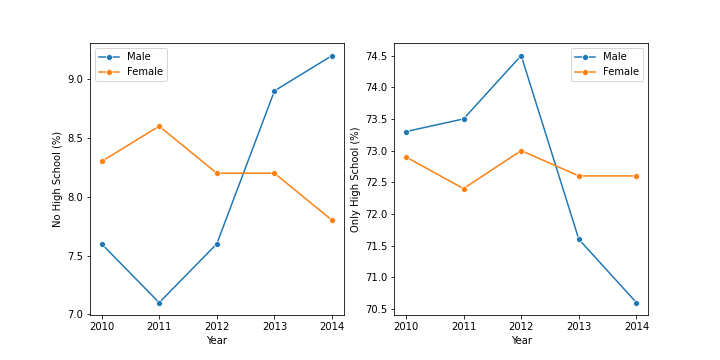 Male
Female
No High School (%)
9.0
8.5
8.0
7.5
7.0
2010 2011 2012 2013 2014
Year
Male
Female
Only High School (%)
74.5
74.0
73.5
73.0
72.5
72.0
71.5
71.0
70.5
2010 2011 2012 2013 2014
Year